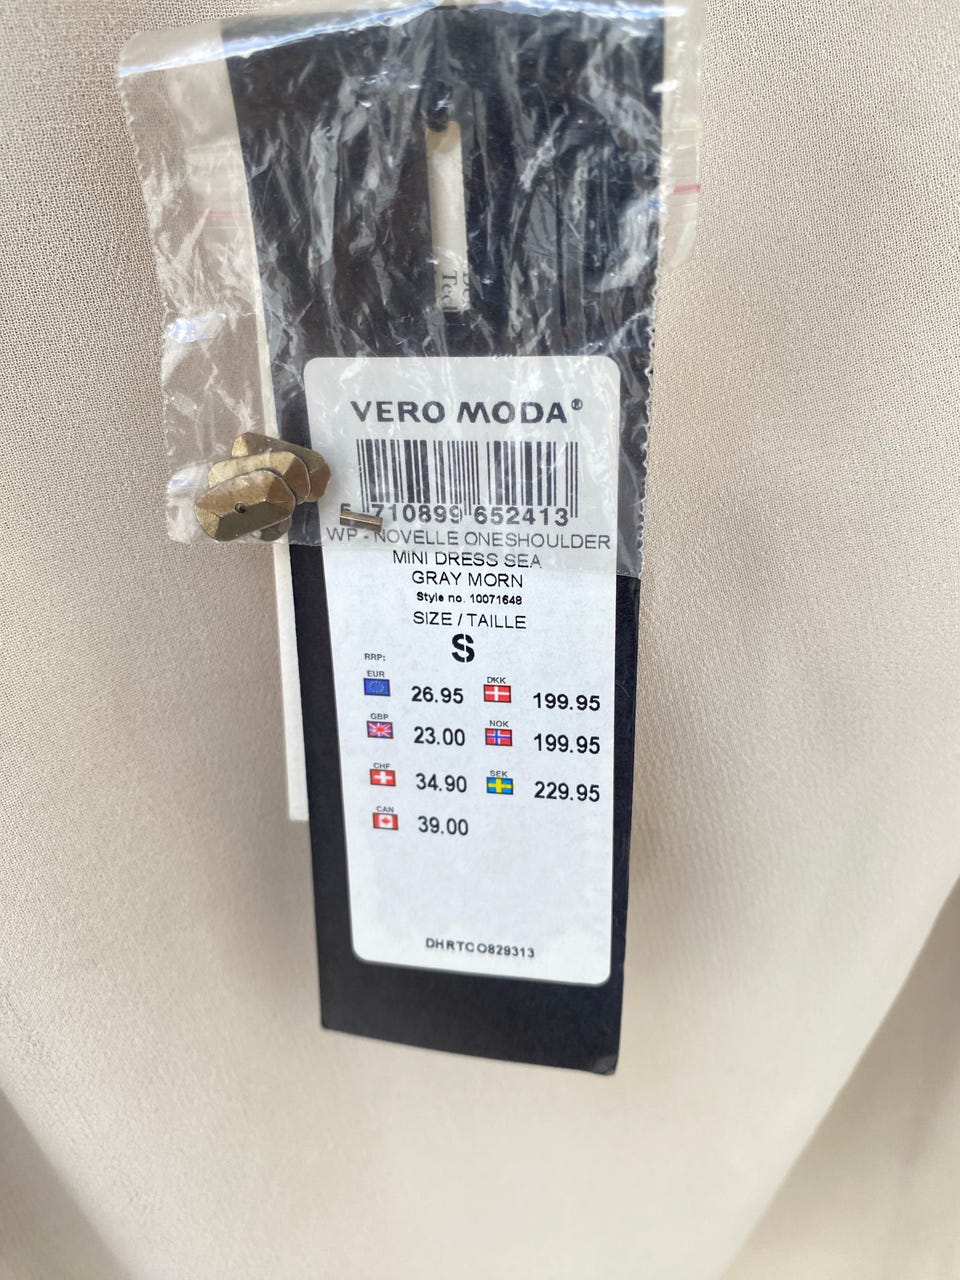 Tech
VERO MODA®
5 710899 652413
WP - NOVELLE ONESHOULDER
MINI DRESS SEA
GRAY MORN
Style no. 10071648
SIZE / TAILLE
S
RRP:
EUR 26.95 DKK 199.95
GBP 23.00 NOK 199.95
CHF 34.90 SEK 229.95
CAN 39.00
DHRTCO829313